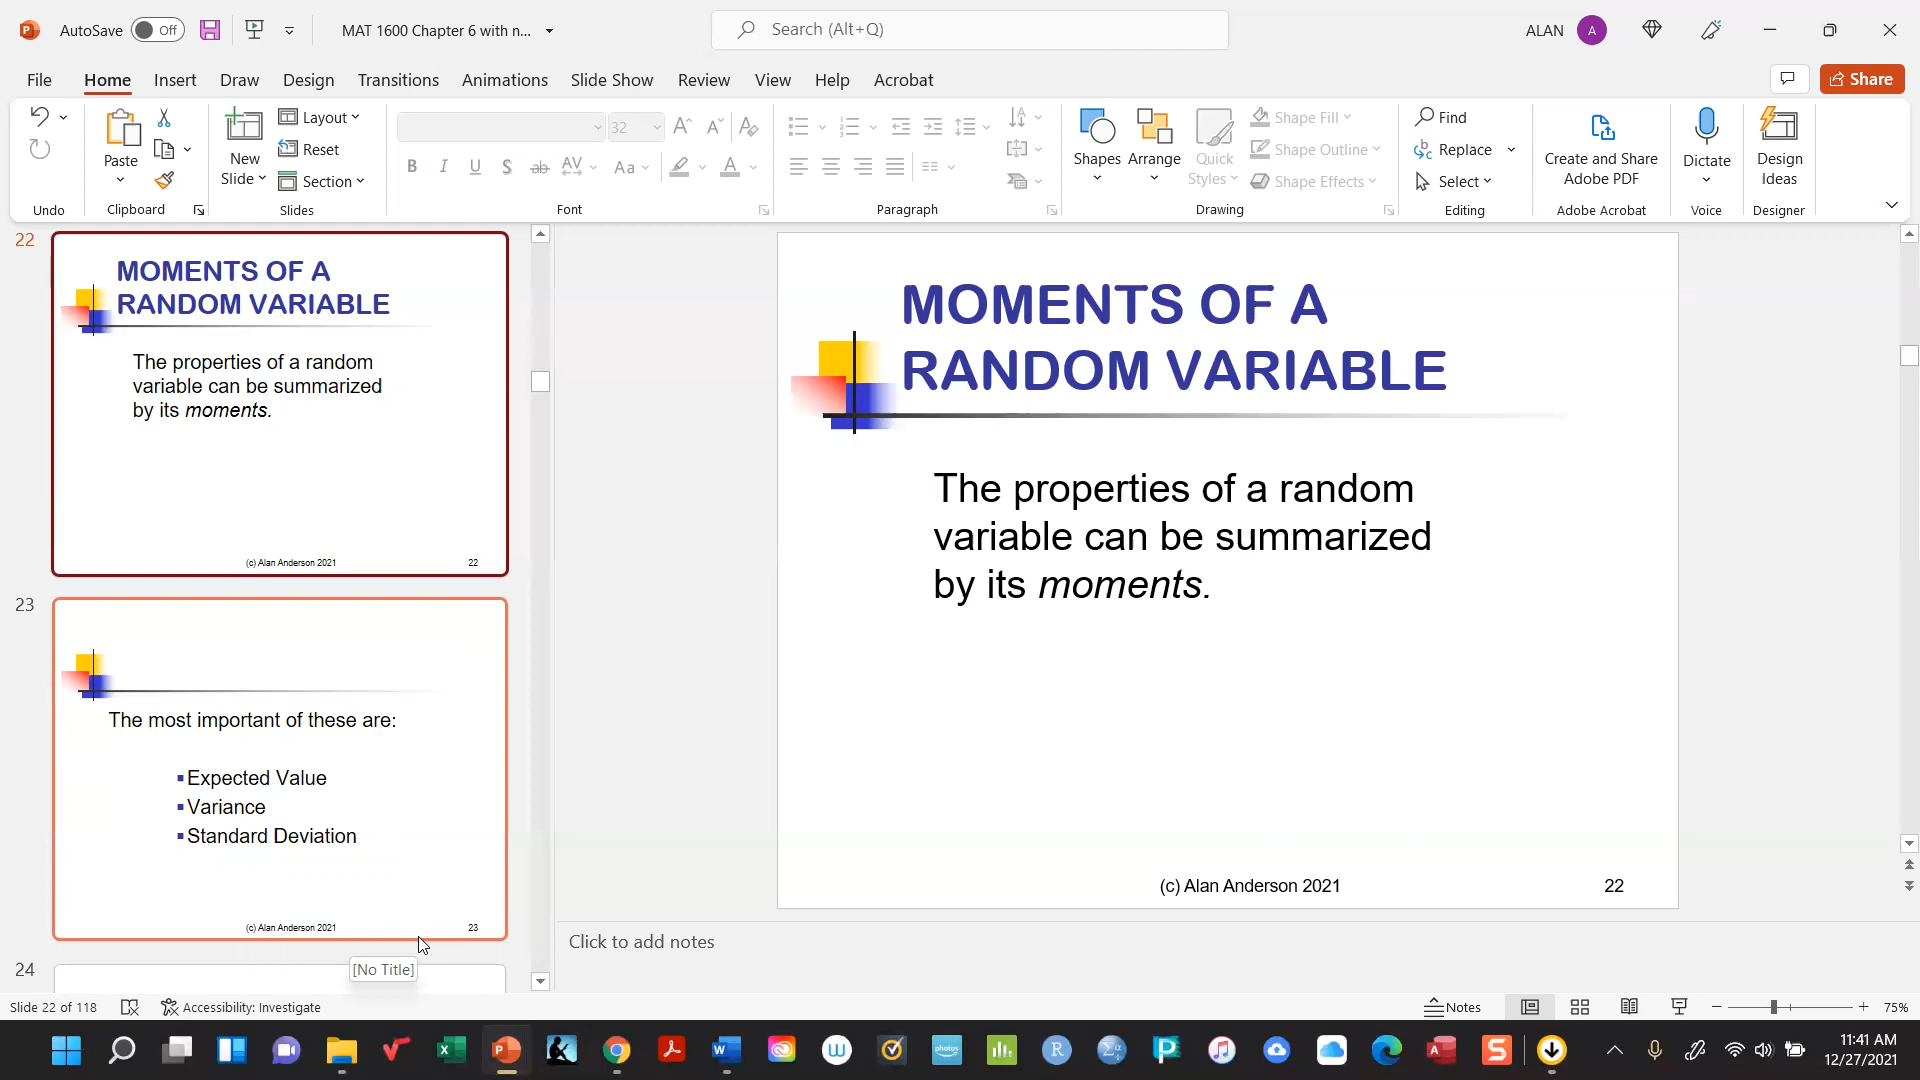 AutoSave Off MAT 1600 Chapter 6 with n... Search (Alt+Q) ALAN A
File Home Insert Draw Design Transitions Animations Slide Show Review View Help Acrobat Share
Paste
New
Slide
Layout
Reset
Section
32
B I U S ab AV Aa A
Shapes
Arrange
Quick
Styles
Shape Fill
Shape Outline
Shape Effects
Find
Replace
Select
Create and Share
Adobe PDF
Dictate
Design
Ideas
Undo Clipboard Slides Font Paragraph Drawing Editing Adobe Acrobat Voice Designer
22
MOMENTS OF A
RANDOM VARIABLE
The properties of a random
variable can be summarized
by its moments.
(c) Alan Anderson 2021 22
23
The most important of these are:
Expected Value
Variance
Standard Deviation
(c) Alan Anderson 2021 23
[No Title]
24
MOMENTS OF A
RANDOM VARIABLE
The properties of a random
variable can be summarized
by its moments.
(c) Alan Anderson 2021 22
Click to add notes
Slide 22 of 118 Accessibility: Investigate Notes 75%
11:41 AM
12/27/2021